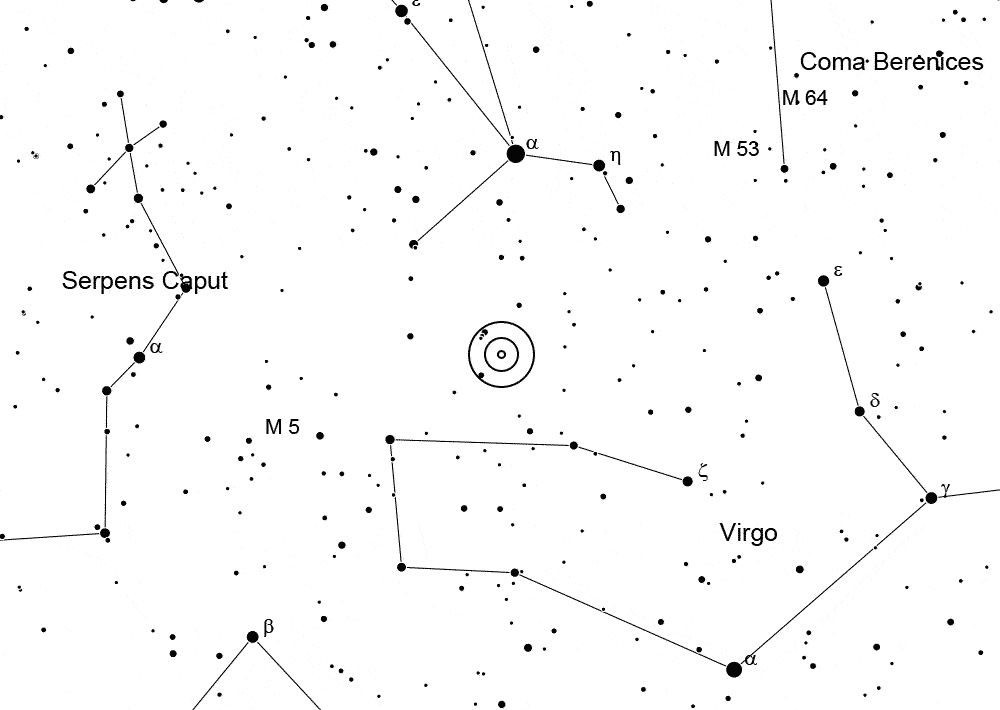 ε
Coma Berenices
M 64
α
η
M 53
ε
Serpens Caput
α
δ
M 5
ζ
γ
Virgo
β
α